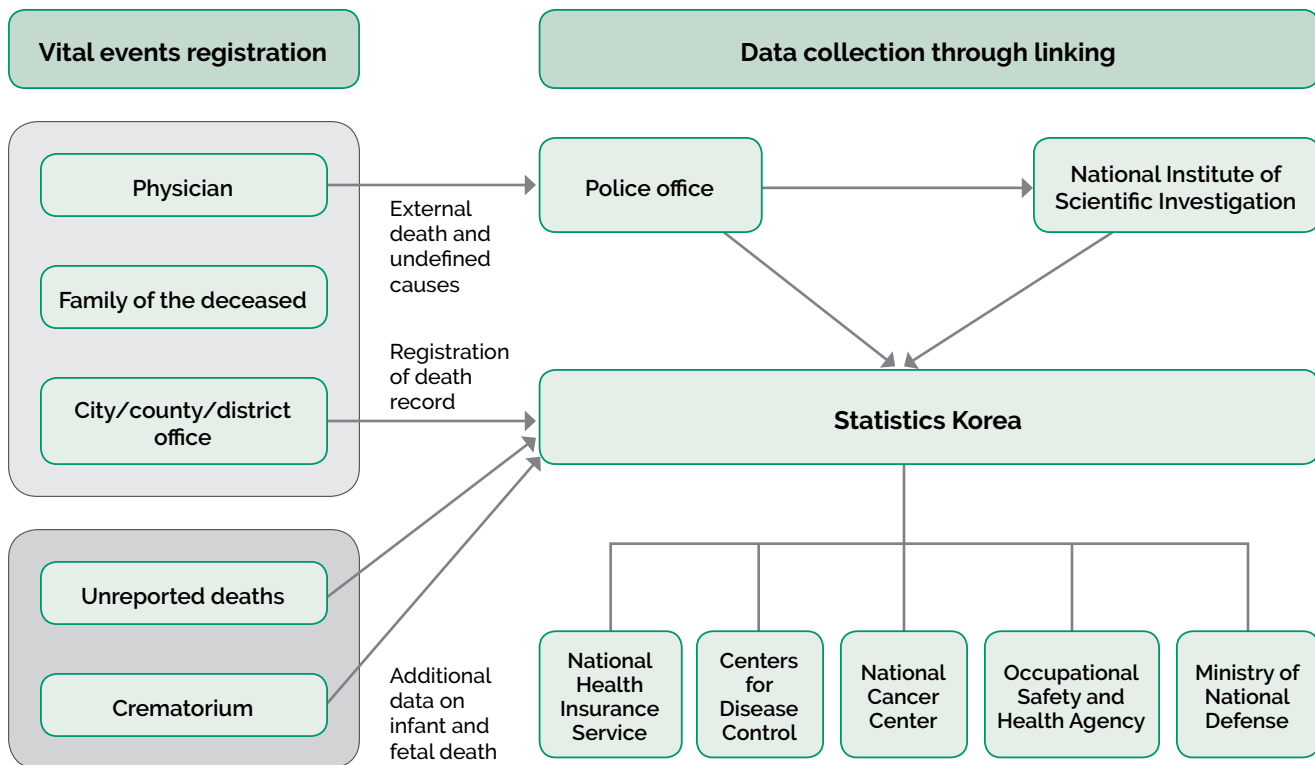 Vital events registration
Data collection through linking
Physician
Family of the deceased
City/county/district
office
External
death and
undefined
causes
Registration
of death
record
Police office
National Institute of
Scientific Investigation
Statistics Korea
Unreported deaths
Crematorium
Additional
data on
infant and
fetal death
National
Health
Insurance
Service
Centers
for
Disease
Control
National
Cancer
Center
Occupational
Safety and
Health Agency
Ministry of
National
Defense